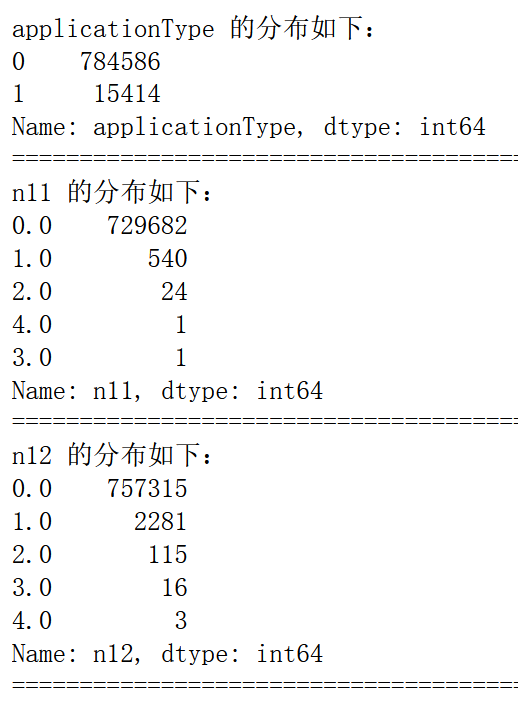 applicationType 的分布如下：
0    784586
1     15414
Name: applicationType, dtype: int64
======================================
n11 的分布如下：
0.0    729682
1.0       540
2.0        24
4.0         1
3.0         1
Name: n11, dtype: int64
======================================
n12 的分布如下：
0.0    757315
1.0      2281
2.0       115
3.0        16
4.0         3
Name: n12, dtype: int64
======================================